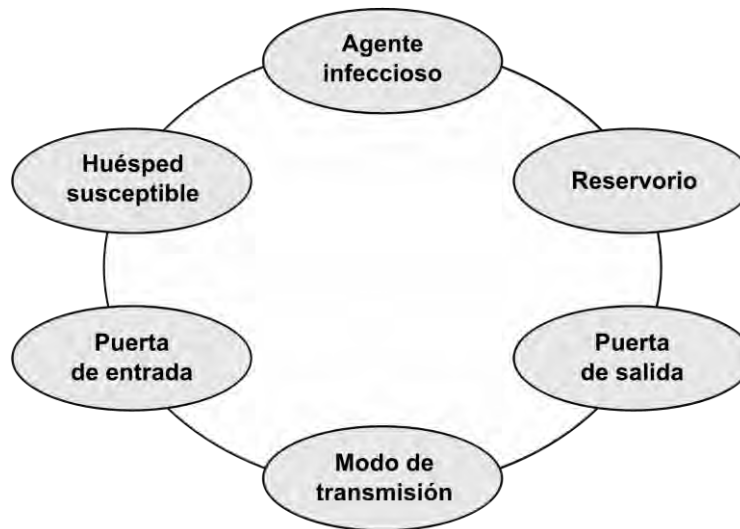 Agente
infeccioso
Reservorio
Puerta
de salida
Modo de
transmisión
Puerta
de entrada
Huésped
susceptible